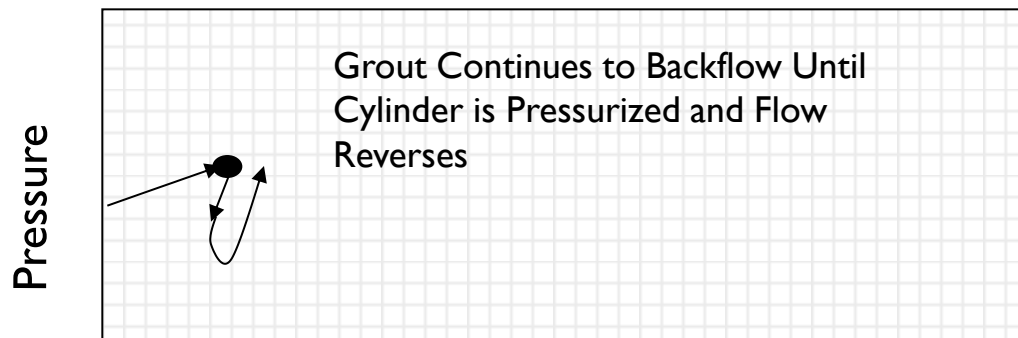 Pressure
Grout Continues to Backflow Until
Cylinder is Pressurized and Flow
Reverses